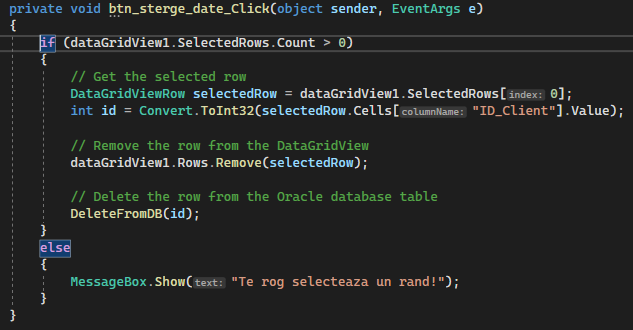 private void btn_sterge_date_Click(object sender, EventArgs e)
{
if (dataGridView1.SelectedRows.Count > 0)
{
// Get the selected row
DataGridViewRow selectedRow = dataGridView1.SelectedRows[index: 0];
int id = Convert.ToInt32(selectedRow.Cells[columnName: "ID_Client"].Value);
// Remove the row from the DataGridView
dataGridView1.Rows.Remove(selectedRow);
// Delete the row from the Oracle database table
DeleteFromDB(id);
}
else
{
MessageBox.Show(text: "Te rog selecteaza un rand!");
}
}